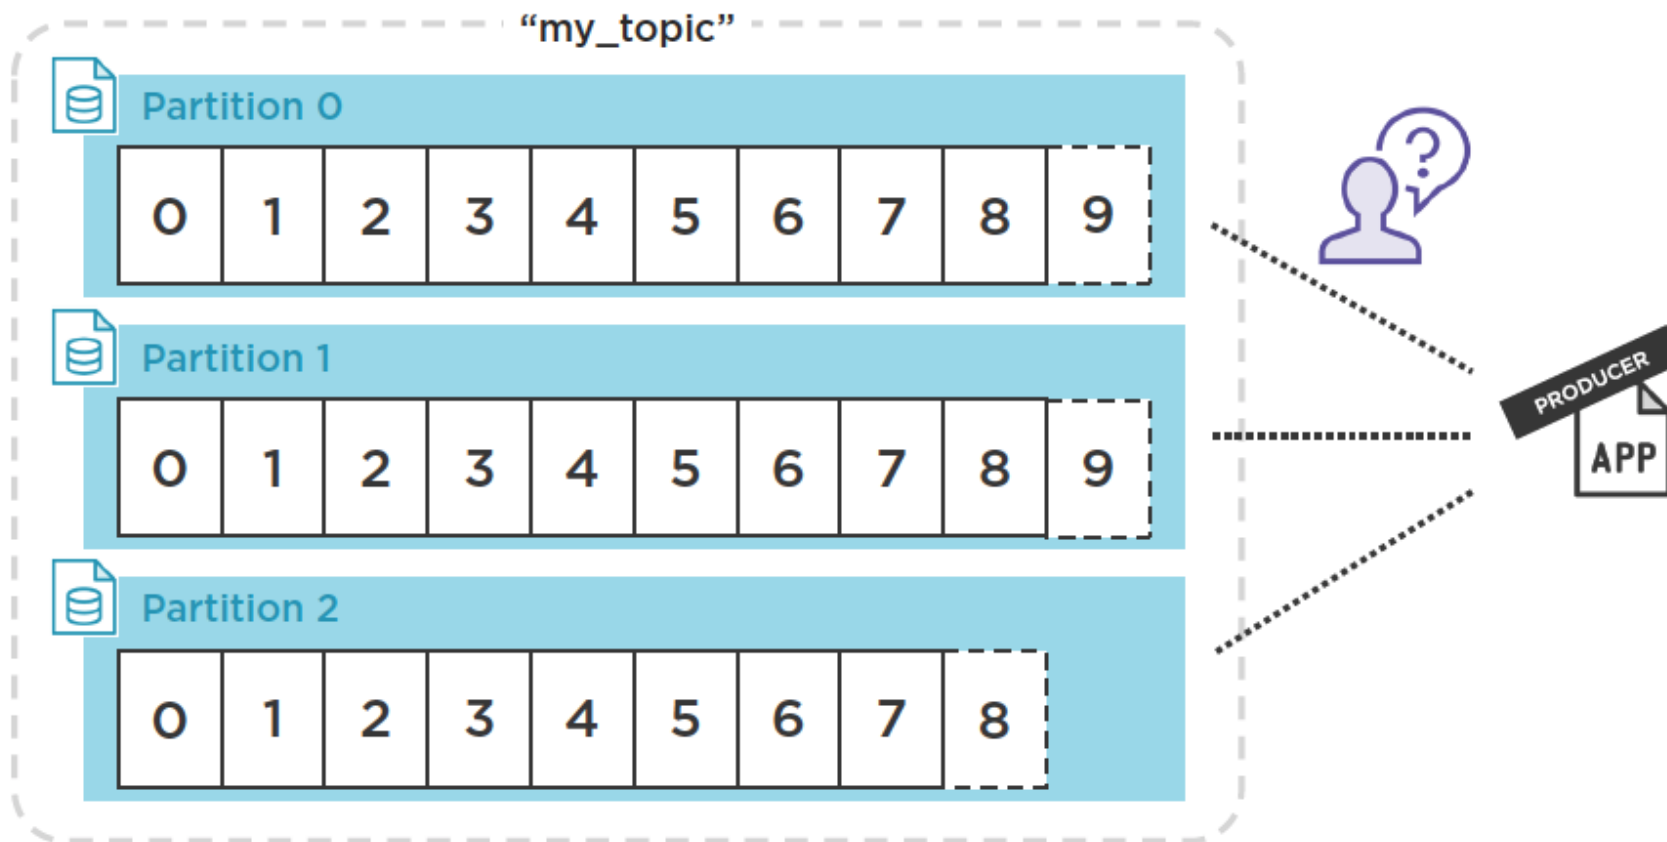 “my_topic”
Partition 0
0 1 2 3 4 5 6 7 8 9
?
Partition 1
0 1 2 3 4 5 6 7 8 9
PRODUCER
APP
Partition 2
0 1 2 3 4 5 6 7 8